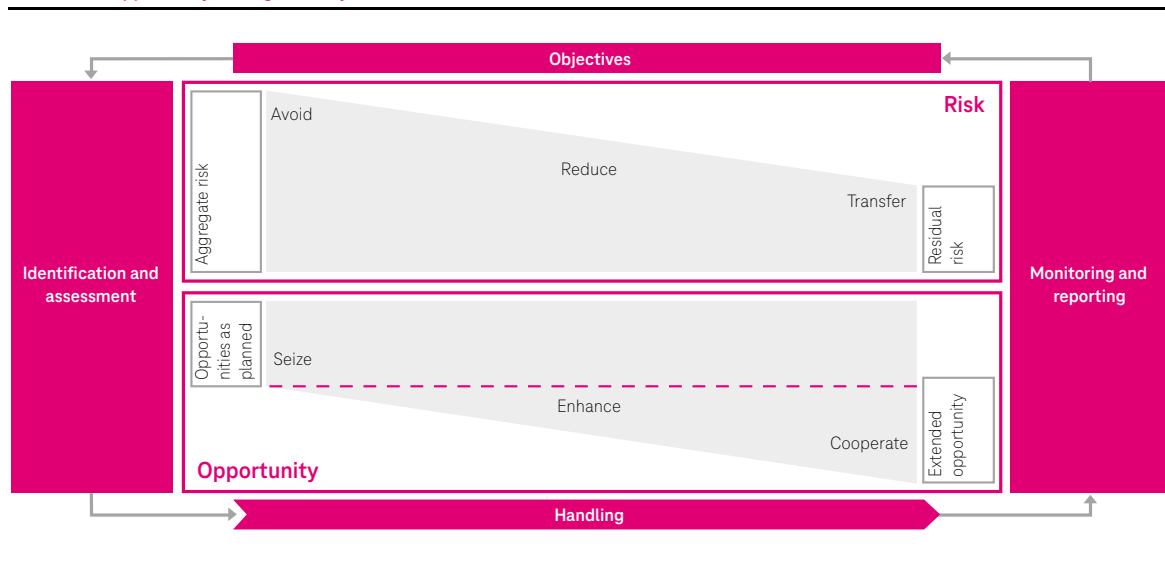 Objectives
Identification and
assessment
Risk
Aggregate risk
Avoid
Reduce
Transfer
Residual
risk
Opportu-
nities as
planned
Seize
Enhance
Cooperate
Extended
opportunity
Opportunity
Monitoring and
reporting
Handling